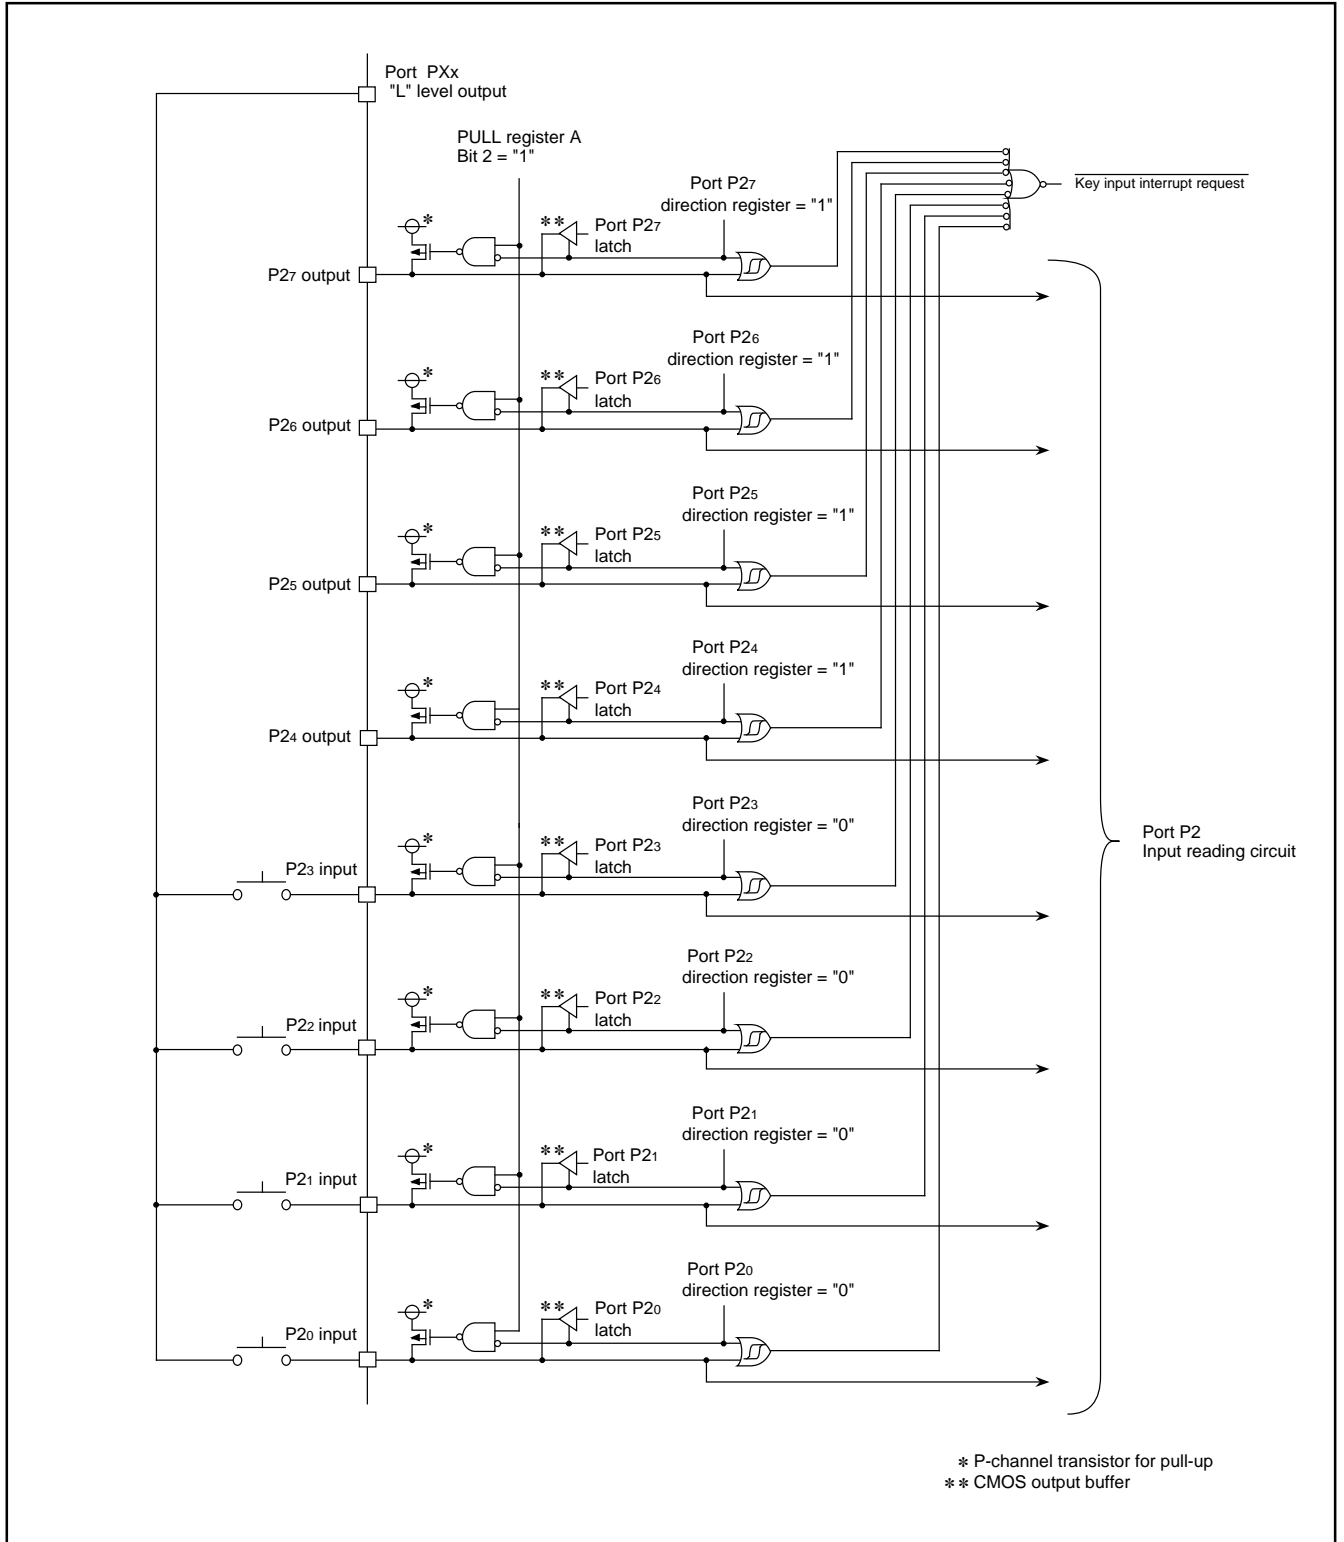 Port PXx
"L" level output
PULL register A
Bit 2 = "1"
Port P27
direction register = "1"
Key input interrupt request
*
**
Port P27
latch
P27 output
Port P26
direction register = "1"
*
**
Port P26
latch
P26 output
Port P25
direction register = "1"
*
**
Port P25
latch
P25 output
Port P24
direction register = "1"
*
**
Port P24
latch
P24 output
Port P23
direction register = "0"
*
**
Port P23
latch
P23 input
Port P2
Input reading circuit
Port P22
direction register = "0"
*
**
Port P22
latch
P22 input
Port P21
direction register = "0"
*
**
Port P21
latch
P21 input
Port P20
direction register = "0"
*
**
Port P20
latch
P20 input
* P-channel transistor for pull-up
** CMOS output buffer